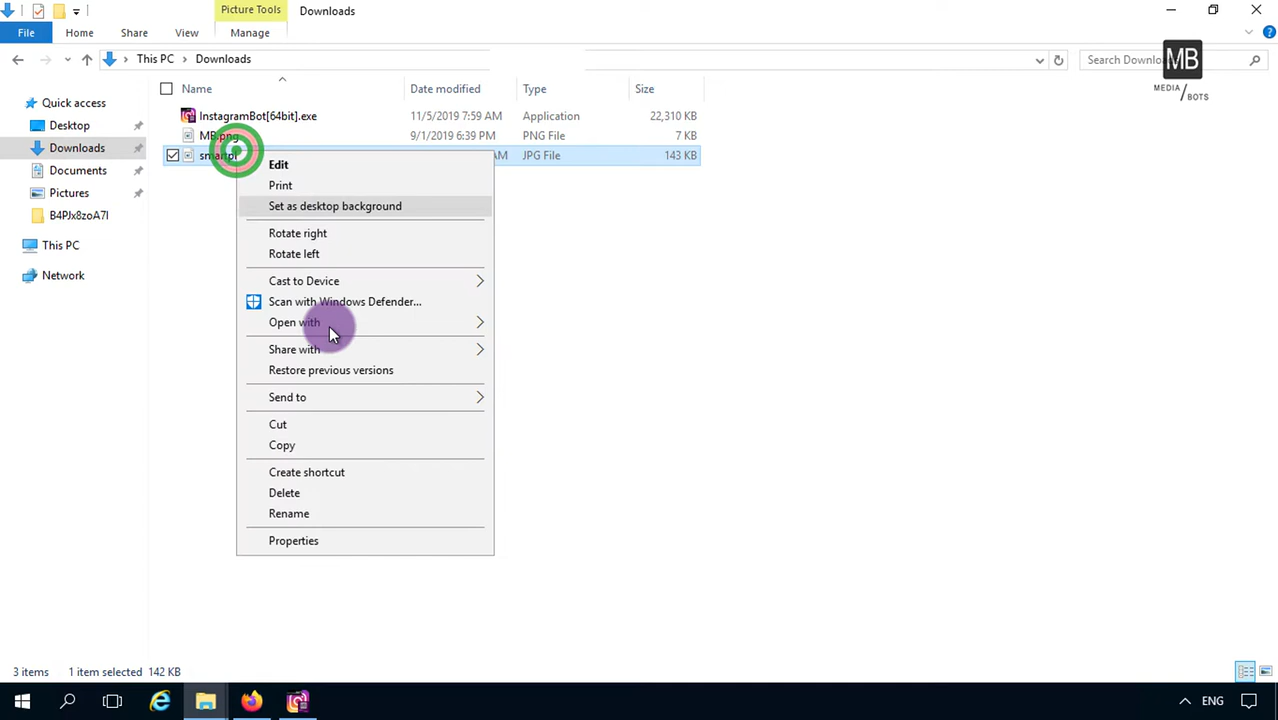 Picture Tools Downloads
File Home Share View Manage
This PC Downloads
MB
MEDIA/BOTS
Name Date modified Type Size
Quick access
InstagramBot[64bit].exe 11/5/2019 7:59 AM Application 22,310 KB
Desktop
MB.png 9/1/2019 6:39 PM PNG File 7 KB
Downloads
AM JPG File 143 KB
Documents
Pictures
B4PJx8zoA7I
This PC
Network
Edit
Print
Set as desktop background
Rotate right
Rotate left
Cast to Device
Scan with Windows Defender...
Open with
Share with
Restore previous versions
Send to
Cut
Copy
Create shortcut
Delete
Rename
Properties
3 items 1 item selected 142 KB
ENG